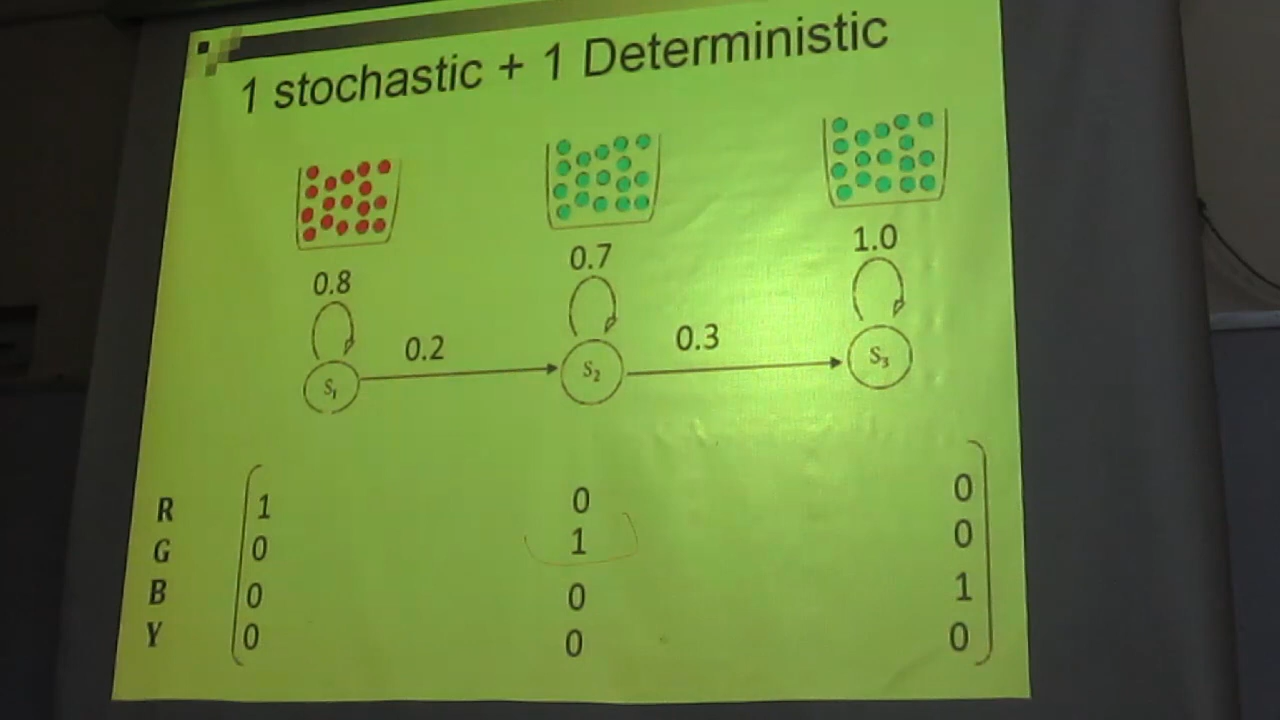 1 stochastic + 1 Deterministic
0.8 0.7 1.0
0.2 0.3
S₁ S₂ S₃
R 1 0 0
G 0 1 0
B 0 0 1
Y 0 0 0